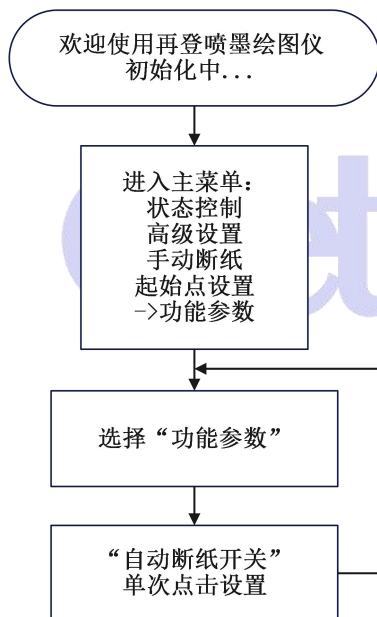 欢迎使用再登喷墨绘图仪
初始化中...
进入主菜单：
状态控制
高级设置
手动断纸
起始点设置
->功能参数
选择“功能参数”
“自动断纸开关”
单次点击设置